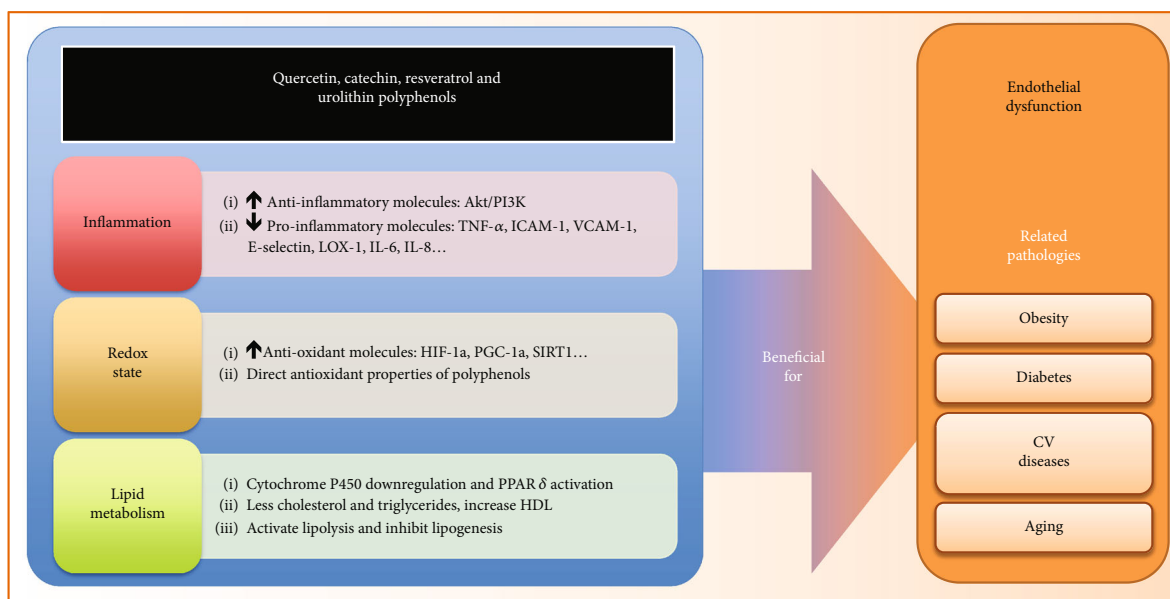 Quercetin, catechin, resveratrol and
urolithin polyphenols
Inflammation
(i) ↑ Anti-inflammatory molecules: Akt/PI3K
(ii) ↓ Pro-inflammatory molecules: TNF-α, ICAM-1, VCAM-1,
E-selectin, LOX-1, IL-6, IL-8…
Redox
state
(i) ↑ Anti-oxidant molecules: HIF-1a, PGC-1a, SIRT1…
(ii) Direct antioxidant properties of polyphenols
Lipid
metabolism
(i) Cytochrome P450 downregulation and PPAR δ activation
(ii) Less cholesterol and triglycerides, increase HDL
(iii) Activate lipolysis and inhibit lipogenesis
Beneficial
for
Endothelial
dysfunction
Related
pathologies
Obesity
Diabetes
CV
diseases
Aging